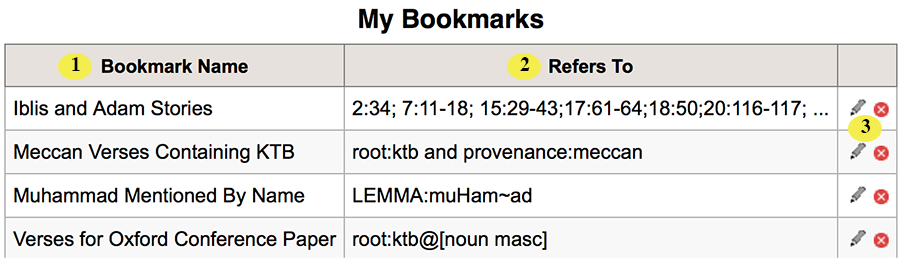 My Bookmarks
1 Bookmark Name 2 Refers To
Iblis and Adam Stories 2:34; 7:11-18; 15:29-43;17:61-64;18:50;20:116-117; ...
3
Meccan Verses Containing KTB root:ktb and provenance:meccan
Muhammad Mentioned By Name LEMMA:muHam~ad
Verses for Oxford Conference Paper root:ktb@[noun masc]